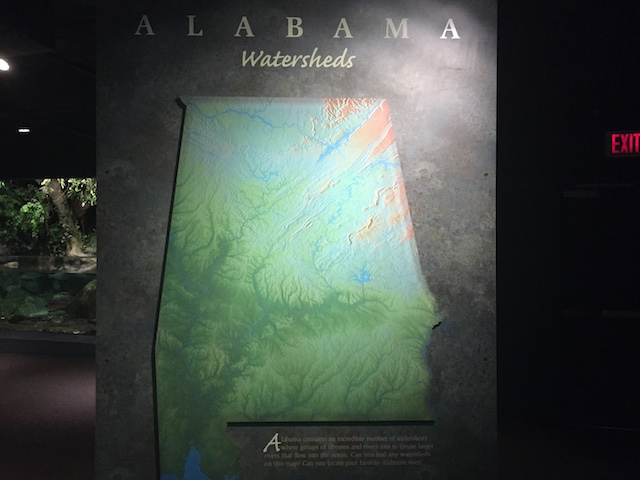 ALABAMA
Watersheds
EXIT
Alabama contains an incredible number of watersheds
where groups of streams and rivers join to create larger
rivers that flow into the ocean. Can you find any watersheds
on this map? Can you locate your favorite Alabama river?